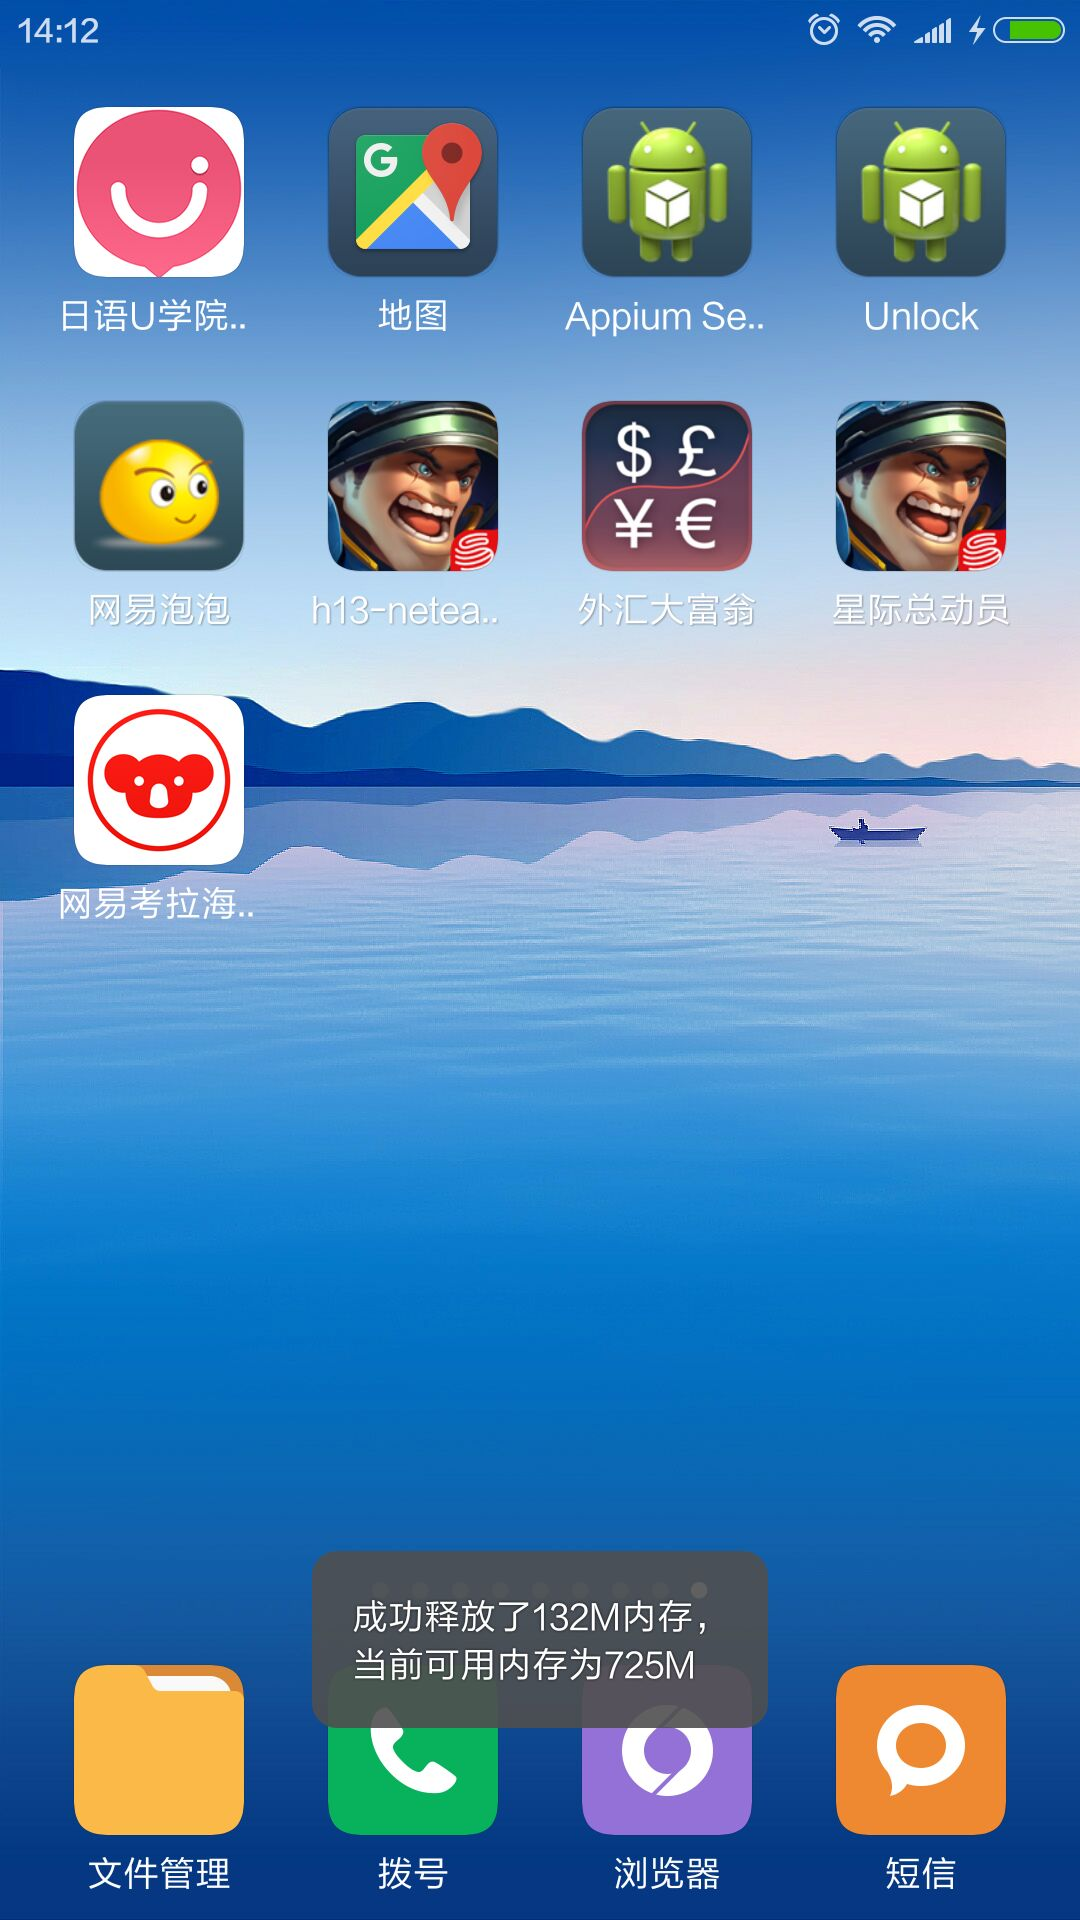 14:12
日语U学院..
地图
Appium Se..
Unlock
网易泡泡
h13-netea..
外汇大富翁
星际总动员
网易考拉海..
成功释放了132M内存，
当前可用内存为725M
文件管理
拨号
浏览器
短信